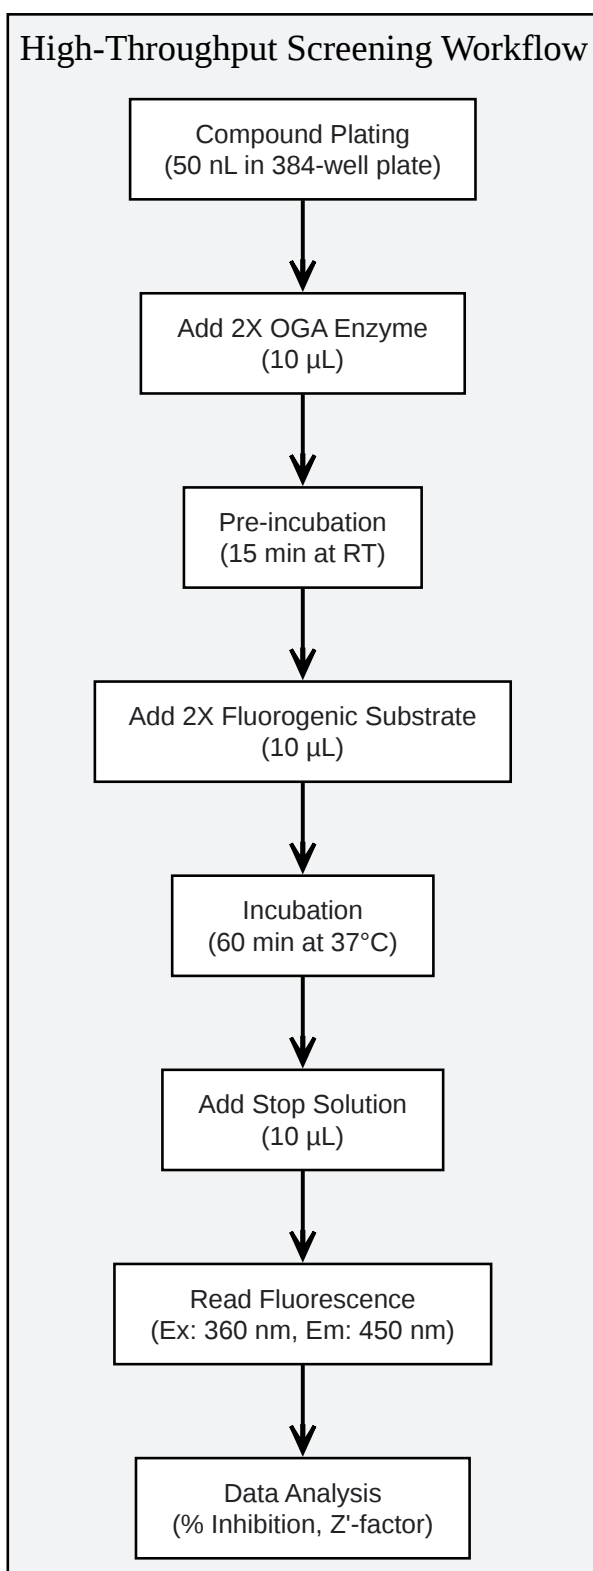 High-Throughput Screening Workflow
Compound Plating
(50 nL in 384-well plate)
Add 2X OGA Enzyme
(10 µL)
Pre-incubation
(15 min at RT)
Add 2X Fluorogenic Substrate
(10 µL)
Incubation
(60 min at 37°C)
Add Stop Solution
(10 µL)
Read Fluorescence
(Ex: 360 nm, Em: 450 nm)
Data Analysis
(% Inhibition, Z'-factor)